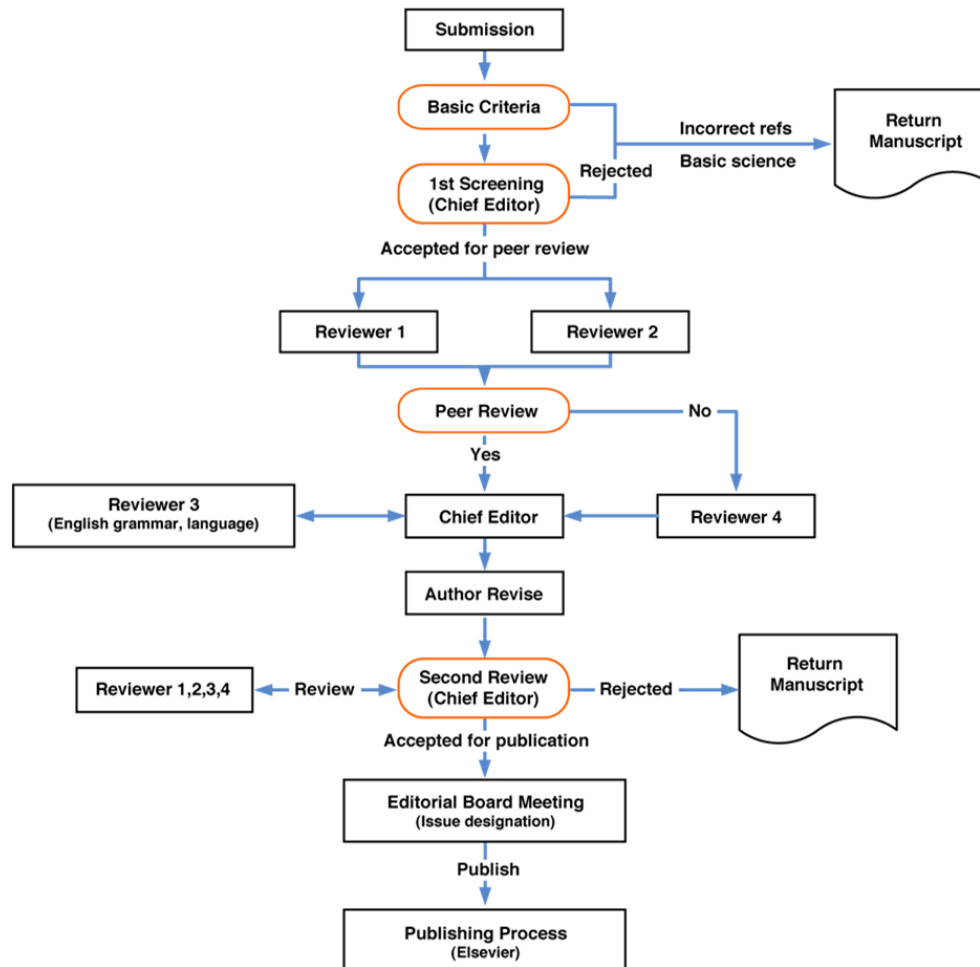 Submission
Basic Criteria
Incorrect refs
Return
Manuscript
Basic science
Rejected
1st Screening
(Chief Editor)
Accepted for peer review
Reviewer 1
Reviewer 2
Peer Review
No
Yes
Reviewer 3
(English grammar, language)
Chief Editor
Reviewer 4
Author Revise
Reviewer 1,2,3,4
Review
Second Review
(Chief Editor)
Rejected
Return
Manuscript
Accepted for publication
Editorial Board Meeting
(Issue designation)
Publish
Publishing Process
(Elsevier)